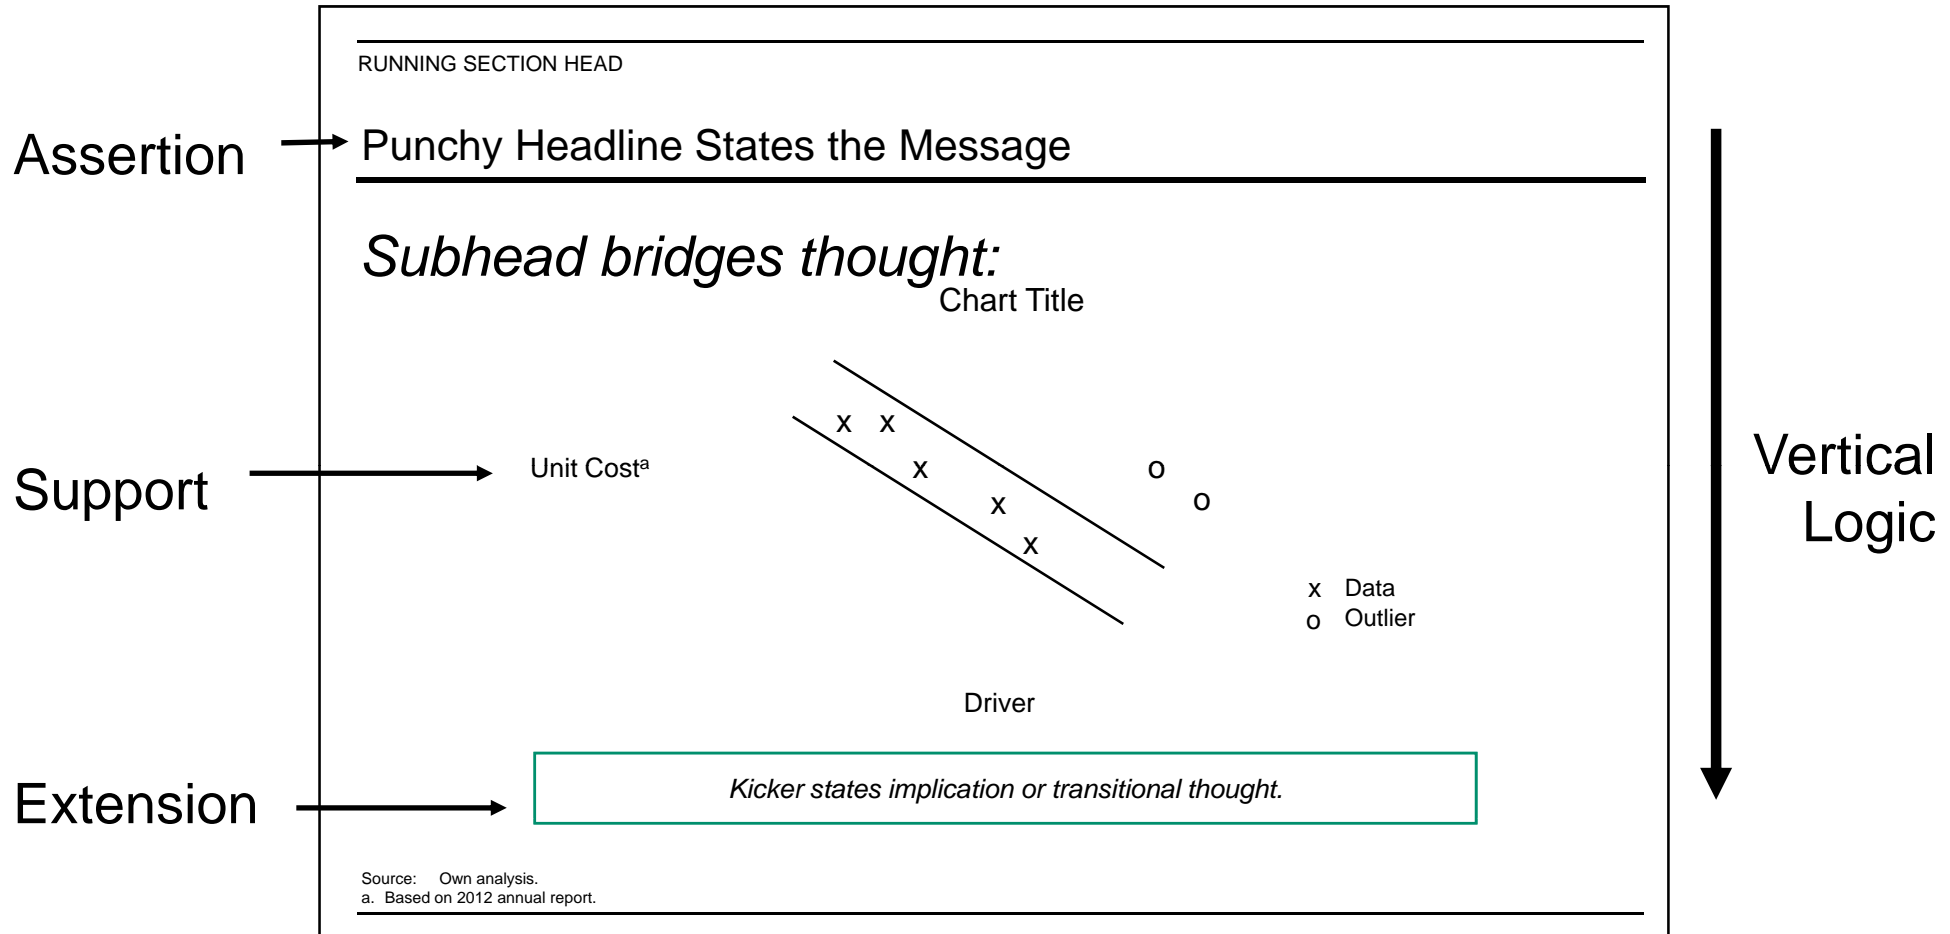 RUNNING SECTION HEAD
Assertion
Punchy Headline States the Message
Subhead bridges thought:
Chart Title
x x
Support
Unit Costᵃ
x
o
Vertical
Logic
x
o
x
x Data
o Outlier
Driver
Extension
Kicker states implication or transitional thought.
Source: Own analysis.
a. Based on 2012 annual report.